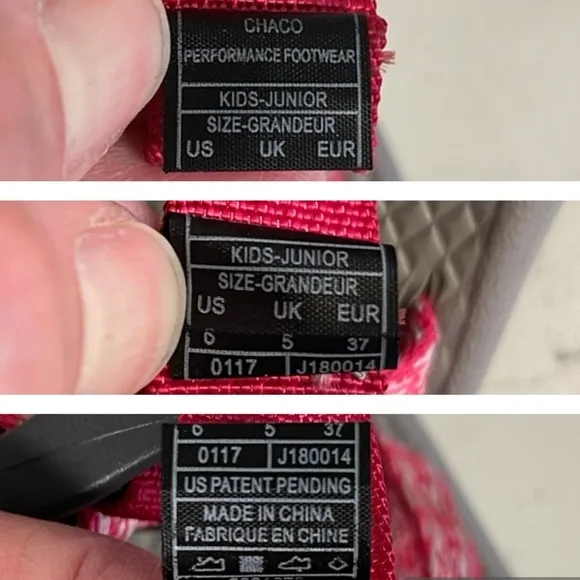 CHACO
PERFORMANCE FOOTWEAR
KIDS-JUNIOR
SIZE-GRANDEUR
US UK EUR
KIDS-JUNIOR
SIZE-GRANDEUR
US UK EUR
6 5 37
0117 J180014
6 5 37
0117 J180014
US PATENT PENDING
MADE IN CHINA
FABRIQUE EN CHINE